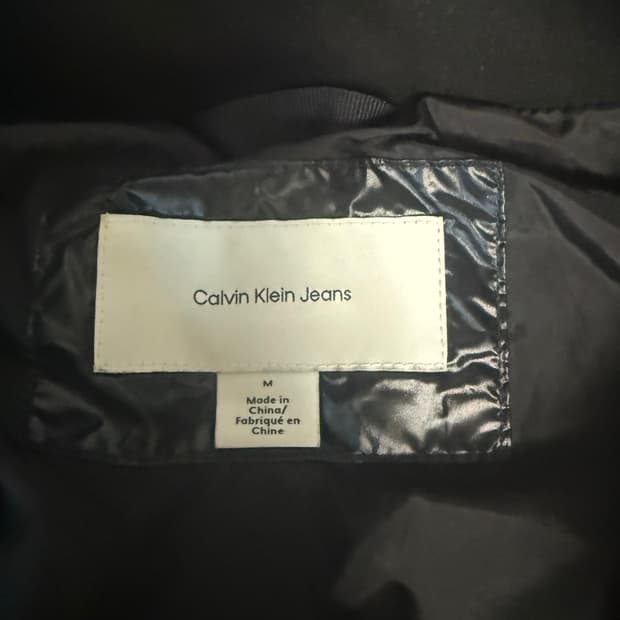 Calvin Klein Jeans
M
Made in
China/
Fabriqué en
Chine